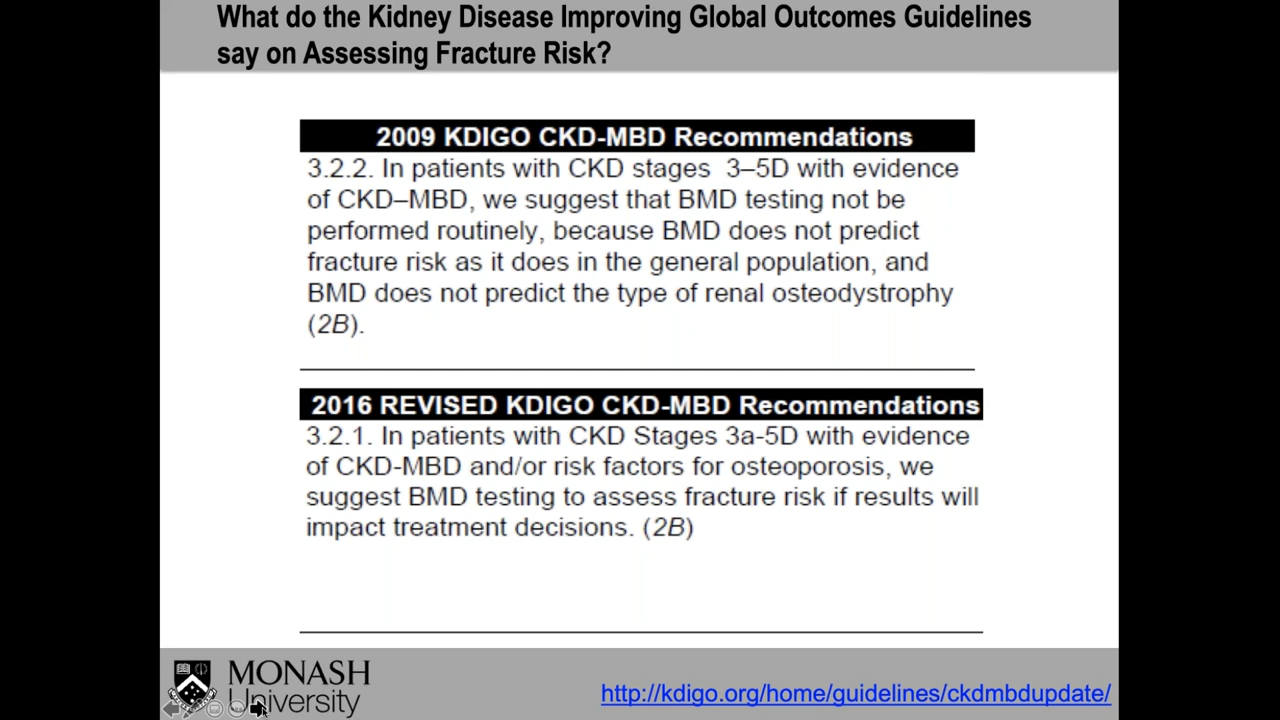 What do the Kidney Disease Improving Global Outcomes Guidelines
say on Assessing Fracture Risk?
2009 KDIGO CKD-MBD Recommendations
3.2.2. In patients with CKD stages 3–5D with evidence
of CKD–MBD, we suggest that BMD testing not be
performed routinely, because BMD does not predict
fracture risk as it does in the general population, and
BMD does not predict the type of renal osteodystrophy
(2B).
2016 REVISED KDIGO CKD-MBD Recommendations
3.2.1. In patients with CKD Stages 3a-5D with evidence
of CKD-MBD and/or risk factors for osteoporosis, we
suggest BMD testing to assess fracture risk if results will
impact treatment decisions. (2B)
MONASH
University
http://kdigo.org/home/guidelines/ckdmbdupdate/